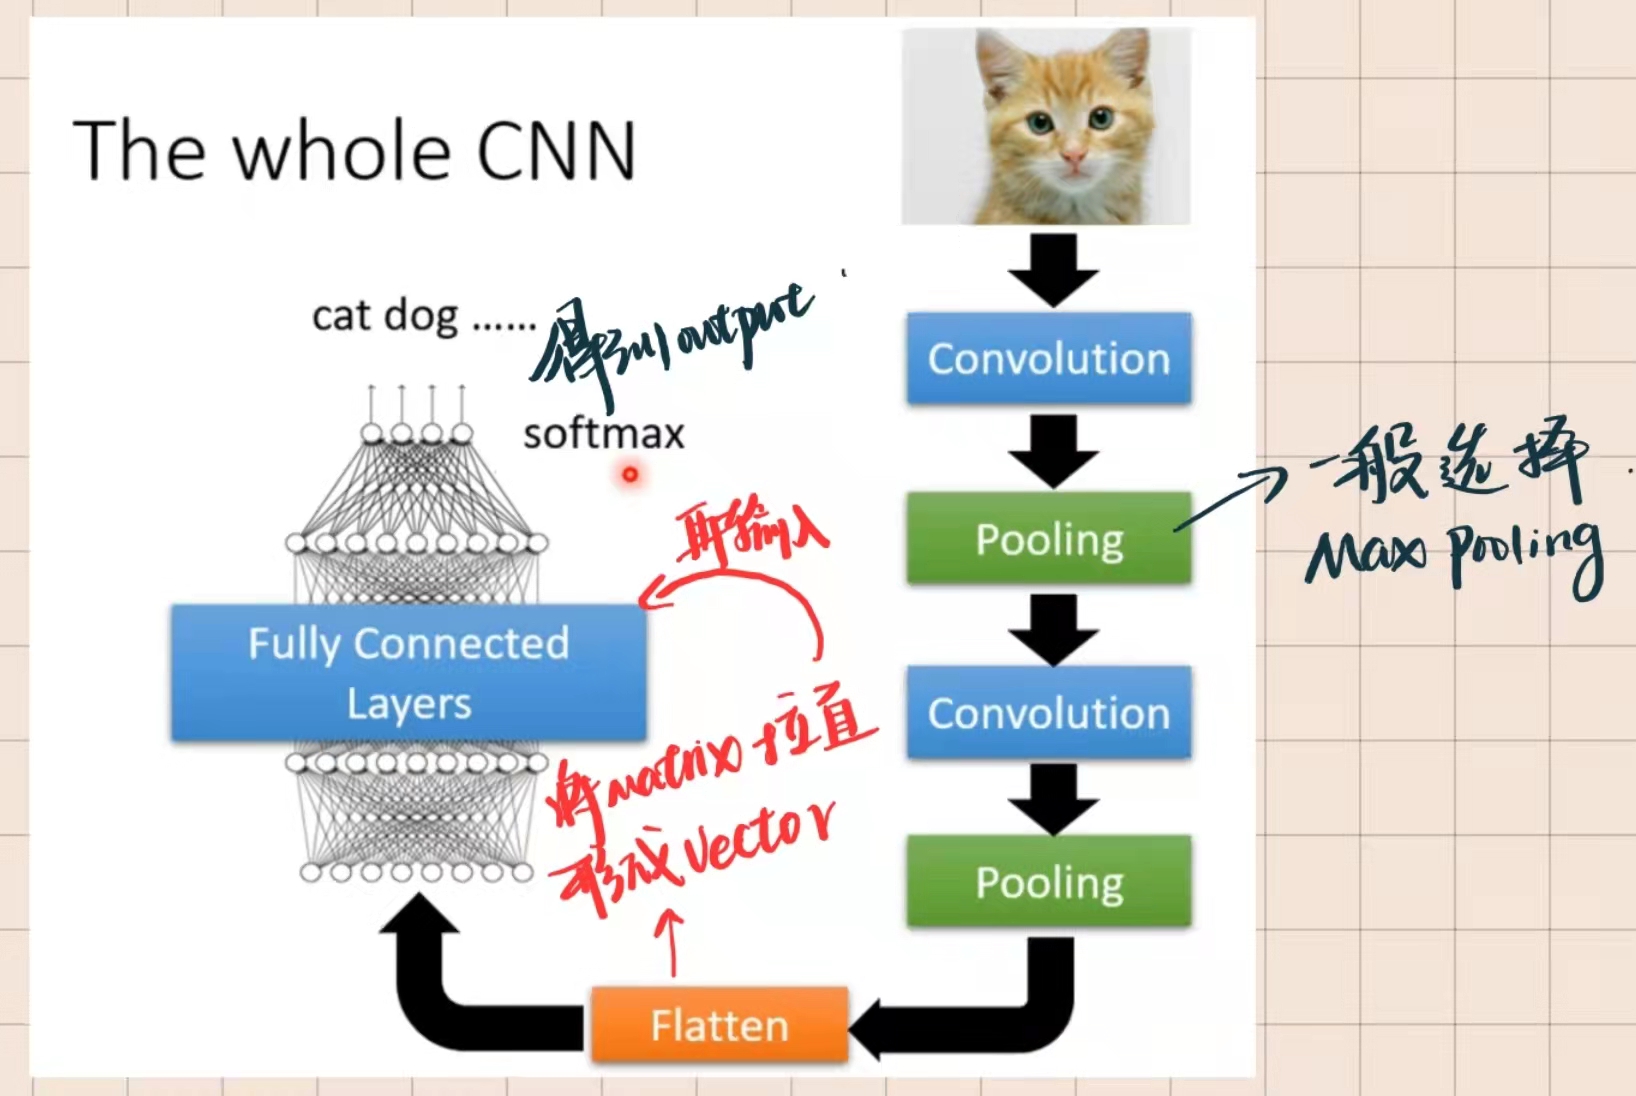 The whole CNN
cat dog ......
得到output
softmax
Convolution
Pooling
一般选择
Max pooling
Convolution
Pooling
Flatten
将matrix拉直
形成vector
输入
Fully Connected
Layers